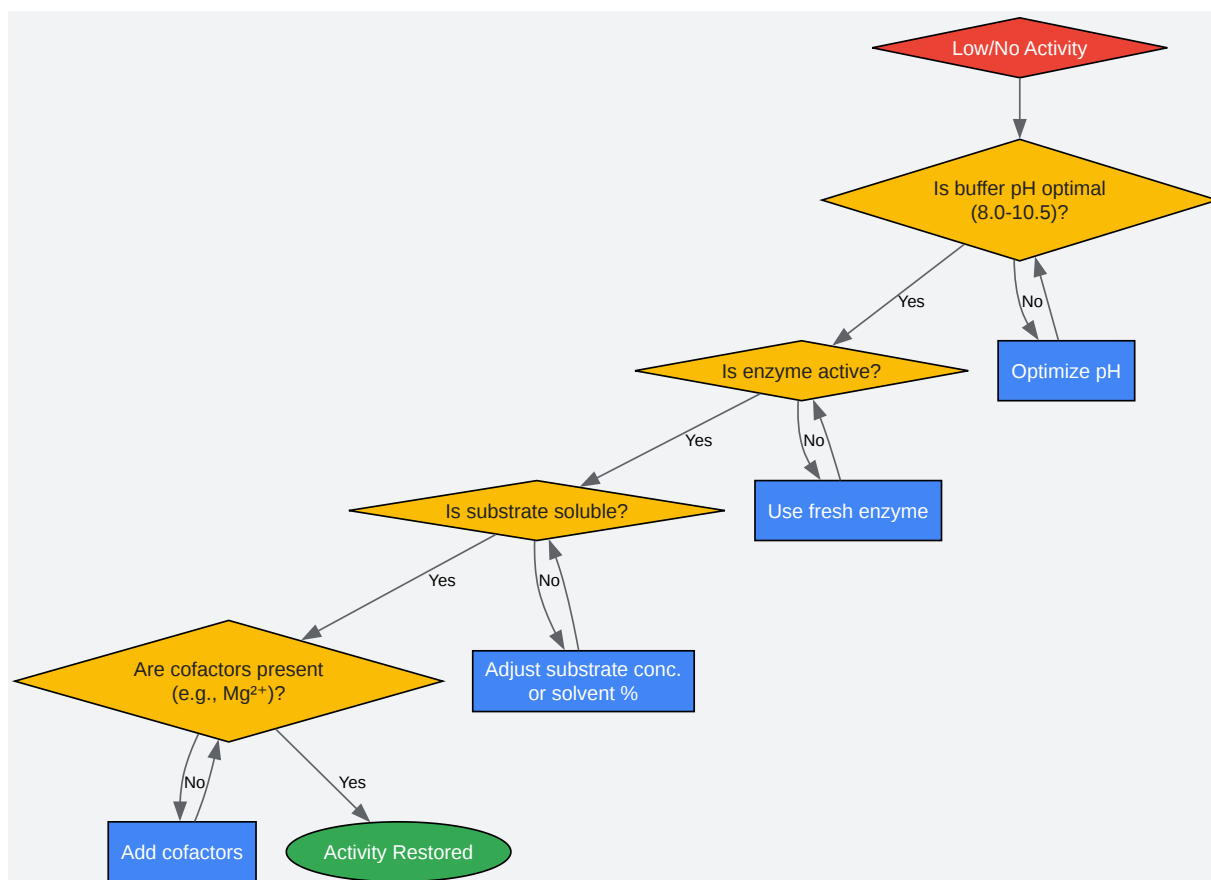 Low/No Activity
Is buffer pH optimal
(8.0-10.5)?
Yes
No
Optimize pH
Is enzyme active?
Yes
No
Use fresh enzyme
Is substrate soluble?
Yes
No
Adjust substrate conc.
or solvent %
Are cofactors present
(e.g., Mg²⁺)?
No
Yes
Add cofactors
Activity Restored